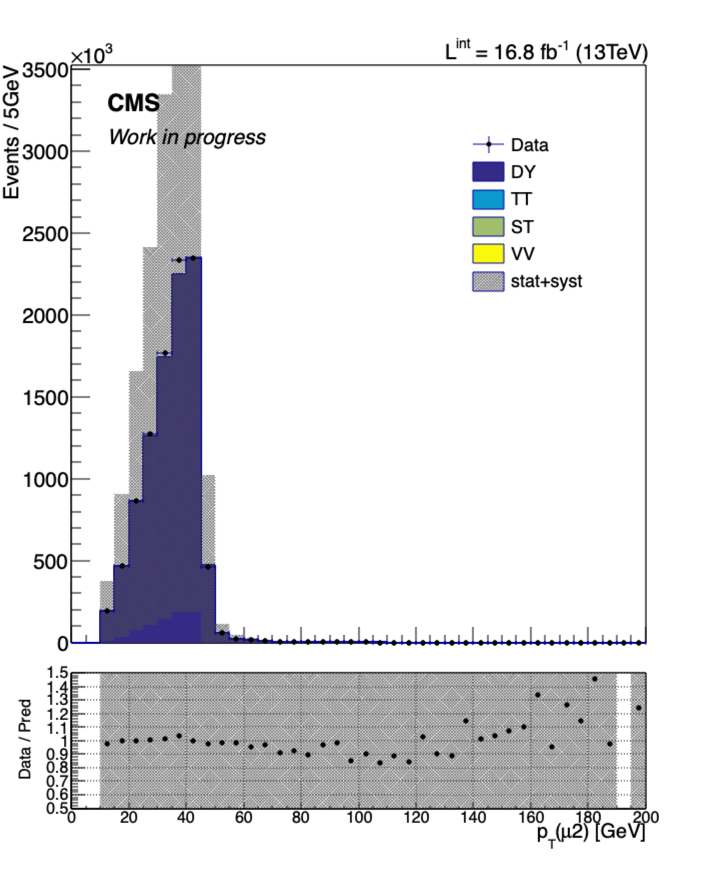 ×10³
L^int = 16.8 fb⁻¹ (13TeV)
Events / 5GeV
3500
3000
2500
2000
1500
1000
500
0
CMS
Work in progress
Data
DY
TT
ST
VV
stat+syst
Data / Pred
1.5
1.4
1.3
1.2
1.1
1
0.9
0.8
0.7
0.6
0.5
0 20 40 60 80 100 120 140 160 180 200
p_T(μ2) [GeV]